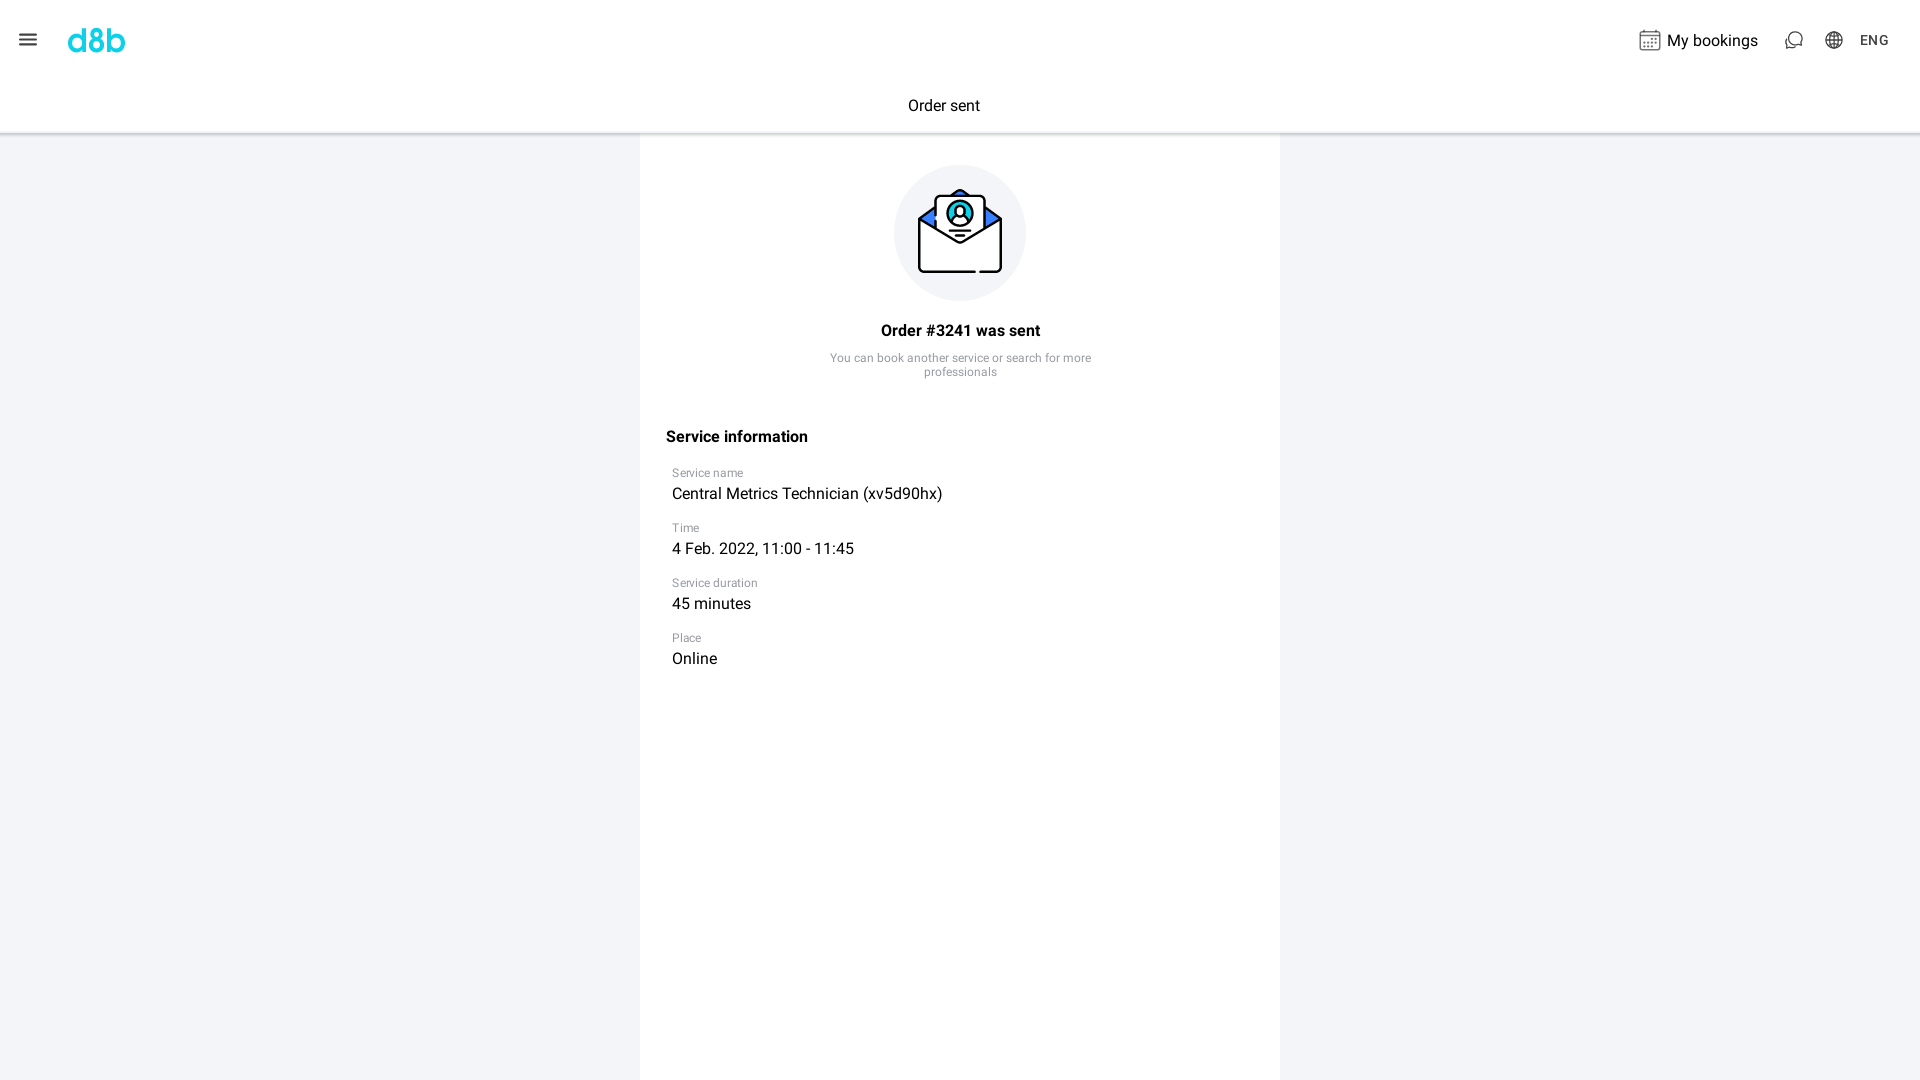 d8b
My bookings
ENG
Order sent
Order #3241 was sent
You can book another service or search for more
professionals
Service information
Service name
Central Metrics Technician (xv5d90hx)
Time
4 Feb. 2022, 11:00 - 11:45
Service duration
45 minutes
Place
Online